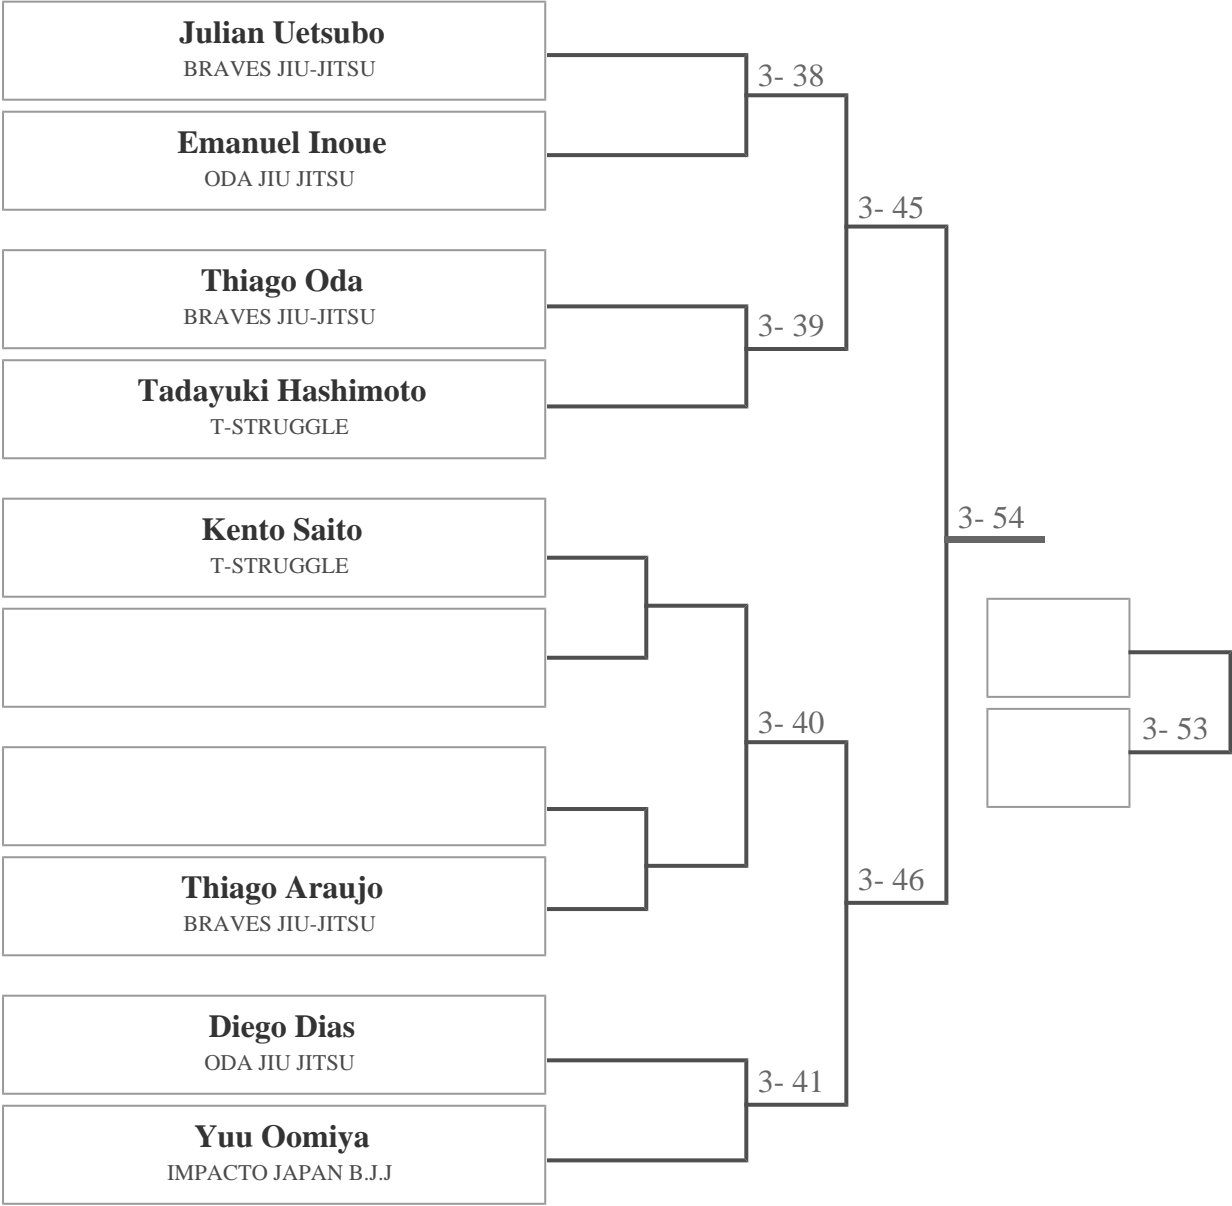 Julian Uetsubo
BRAVES JIU-JITSU
3- 38
Emanuel Inoue
ODA JIU JITSU
3- 45
Thiago Oda
BRAVES JIU-JITSU
3- 39
Tadayuki Hashimoto
T-STRUGGLE
Kento Saito
T-STRUGGLE
3- 54
3- 40
3- 53
Thiago Araujo
BRAVES JIU-JITSU
3- 46
Diego Dias
ODA JIU JITSU
3- 41
Yuu Oomiya
IMPACTO JAPAN B.J.J